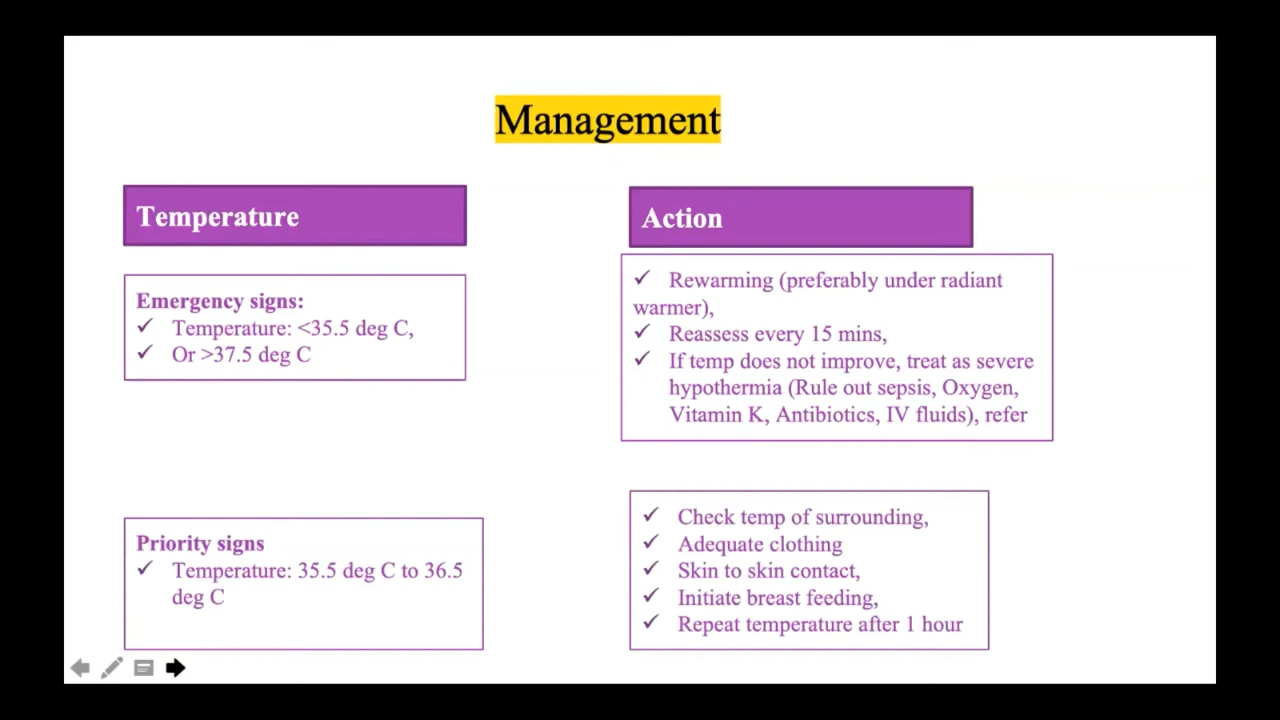 Management
Temperature
Emergency signs:
✓ Temperature: <35.5 deg C,
✓ Or >37.5 deg C
Action
✓ Rewarming (preferably under radiant
warmer),
✓ Reassess every 15 mins,
✓ If temp does not improve, treat as severe
hypothermia (Rule out sepsis, Oxygen,
Vitamin K, Antibiotics, IV fluids), refer
Priority signs
✓ Temperature: 35.5 deg C to 36.5
deg C
✓ Check temp of surrounding,
✓ Adequate clothing
✓ Skin to skin contact,
✓ Initiate breast feeding,
✓ Repeat temperature after 1 hour